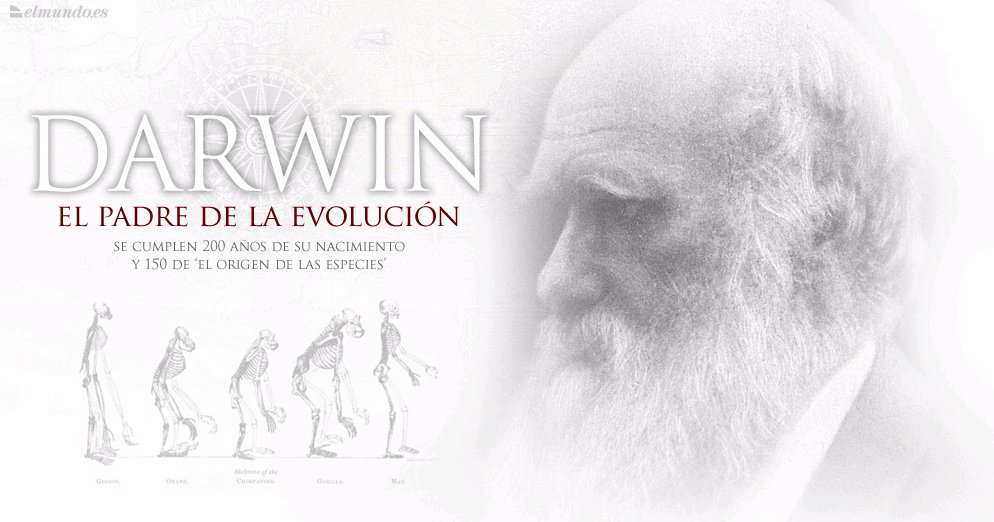 elmundo.es
DARWIN
EL PADRE DE LA EVOLUCIÓN
SE CUMPLEN 200 AÑOS DE SU NACIMIENTO
Y 150 DE ‘EL ORIGEN DE LAS ESPECIES’
Skeletons of the
GIBBON. ORANG. CHIMPANZEE. GORILLA. MAN.